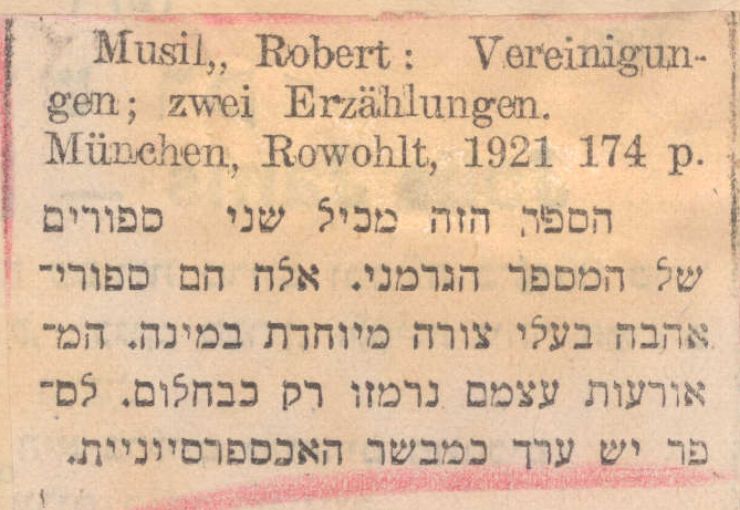 Musil,, Robert: Vereinigun-
gen; zwei Erzählungen.
München, Rowohlt, 1921 174 p.
הספר הזה מכיל שני ספורים
של המספר הגרמני. אלה הם ספורי־
אהבה בעלי צורה מיוחדת במינה. המ־
אורעות עצמם נרמזו רק כבחלום. לס־
פר יש ערך כמבשר האכספרסיוניית.